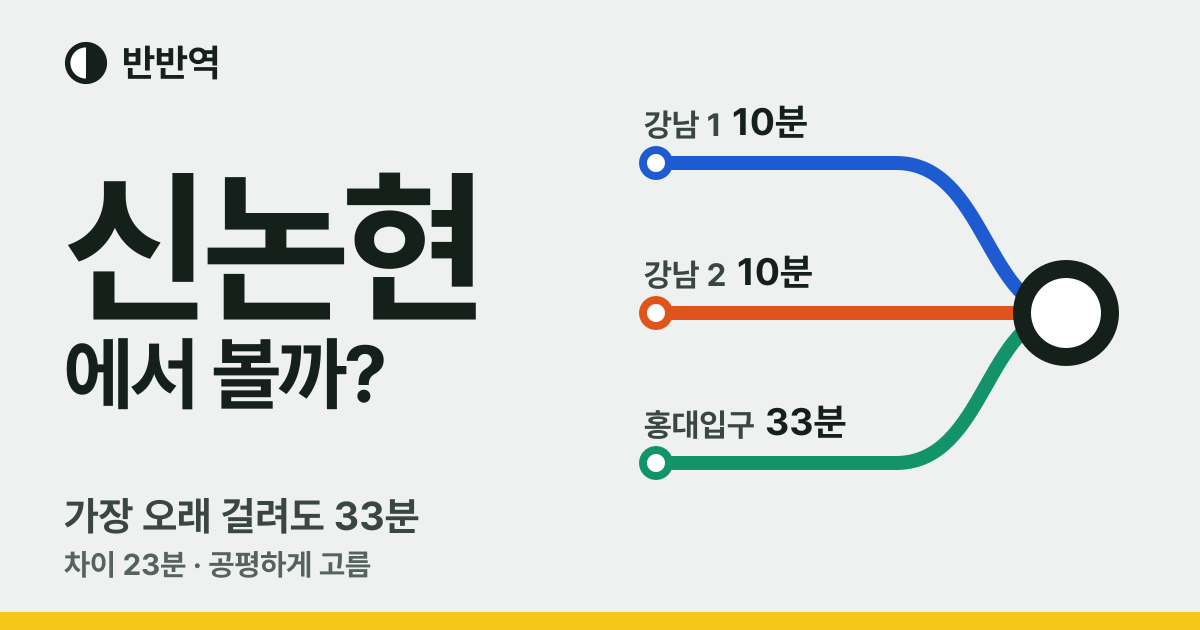 반반역
신논현
에서 볼까?
가장 오래 걸려도 33분
차이 23분 · 공평하게 고름
강남 1 10분
강남 2 10분
홍대입구 33분